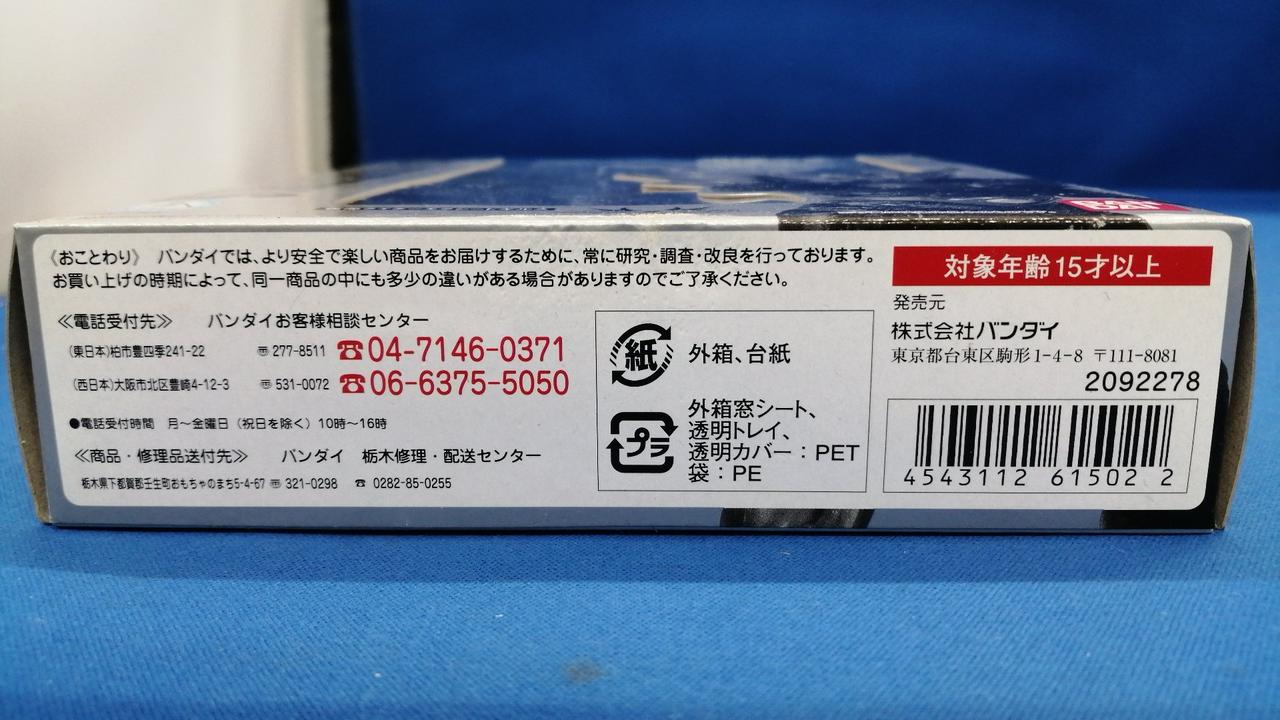 《おことわり》 バンダイでは、より安全で楽しい商品をお届けするために、常に研究・調査・改良を行っております。
お買い上げの時期によって、同一商品の中にも多少の違いがある場合がありますのでご了承ください。
≪電話受付先≫ バンダイお客様相談センター
(東日本)柏市豊四季241-22 〒277-8511 ☎04-7146-0371
(西日本)大阪市北区豊崎4-12-3 〒531-0072 ☎06-6375-5050
●電話受付時間 月〜金曜日(祝日を除く)10時〜16時
≪商品・修理品送付先≫ バンダイ 栃木修理・配送センター
栃木県下都賀郡壬生町おもちゃのまち5-4-67 〒321-0298 ☎ 0282-85-0255
紙 外箱、台紙
プラ
外箱窓シート、
透明トレイ、
透明カバー:PET
袋:PE
対象年齢15才以上
発売元
株式会社バンダイ
東京都台東区駒形1-4-8 〒111-8081
2092278
4543112 61502 2